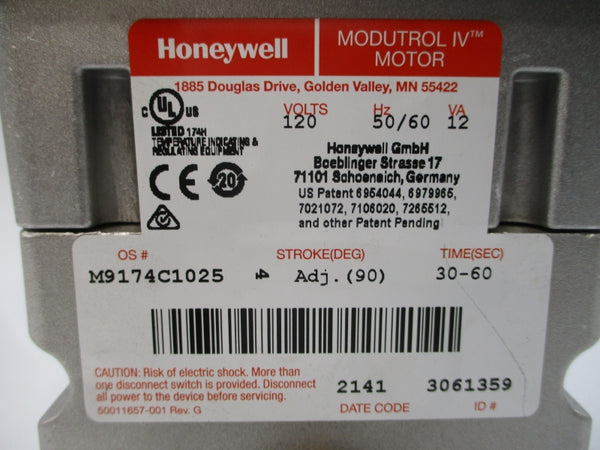 Honeywell
MODUTROL IV™
MOTOR
1885 Douglas Drive, Golden Valley, MN 55422
C UL US
LISTED 174H
TEMPERATURE INDICATING &
REGULATING EQUIPMENT
VOLTS Hz VA
120 50/60 12
Honeywell GmbH
Boeblinger Strasse 17
71101 Schoenaich, Germany
US Patent 6954044, 6979965,
7021072, 7106020, 7265512,
and other Patent Pending
CE 20
OS # STROKE(DEG) TIME(SEC)
M9174C1025 4 Adj.(90) 30-60
CAUTION: Risk of electric shock. More than
one disconnect switch is provided. Disconnect
all power to the device before servicing.
50011657-001 Rev. G
2141 3061359
DATE CODE ID #